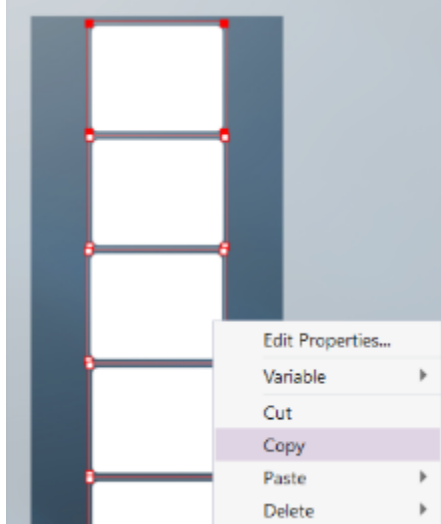 Edit Properties...
Variable
Cut
Copy
Paste
Delete